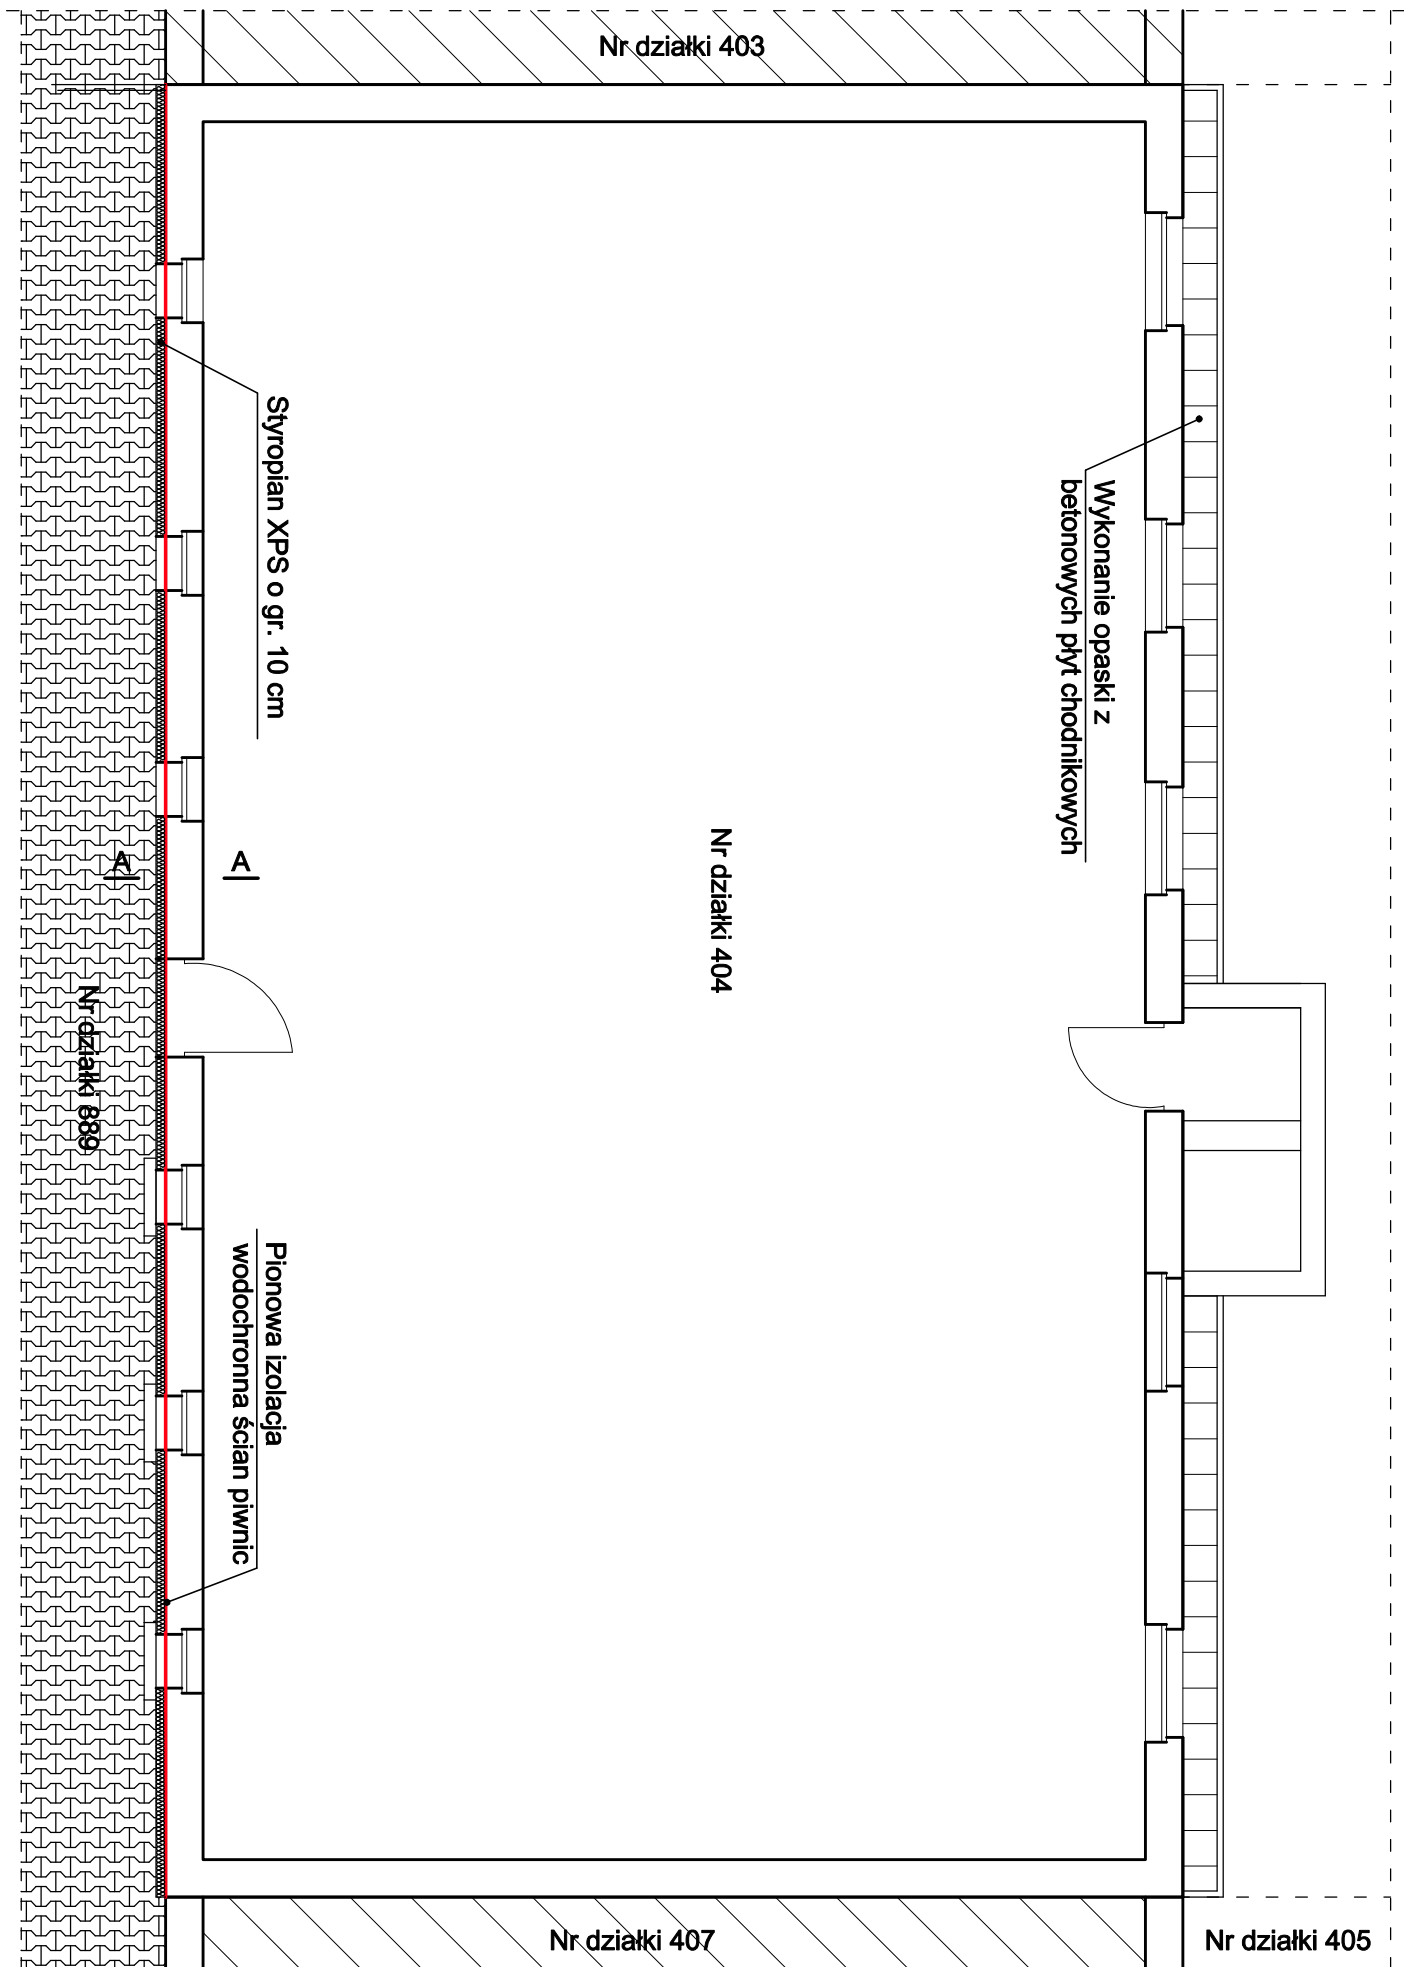 Nr działki 403
Wykonanie opaski z
betonowych płyt chodnikowych
Styropian XPS o gr. 10 cm
Nr działki 404
A
A
Nr działki 889
Pionowa izolacja
wodochronna ścian piwnic
Nr działki 407
Nr działki 405